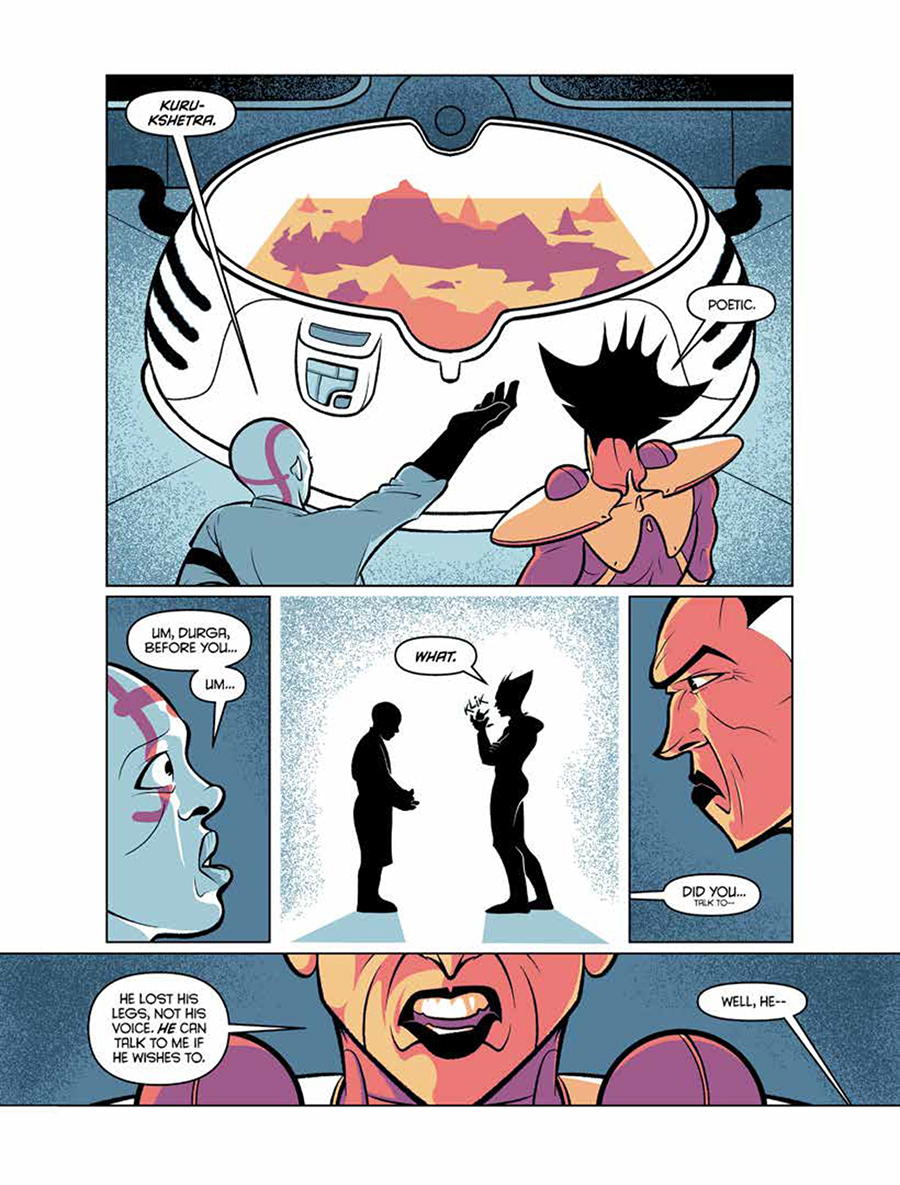 KURU-
KSHETRA.
POETIC.
UM, DURGA,
BEFORE YOU...
UM...
WHAT.
KLIK
DID YOU...
TALK TO--
HE LOST HIS
LEGS, NOT HIS
VOICE. HE CAN
TALK TO ME IF
HE WISHES TO.
WELL, HE--